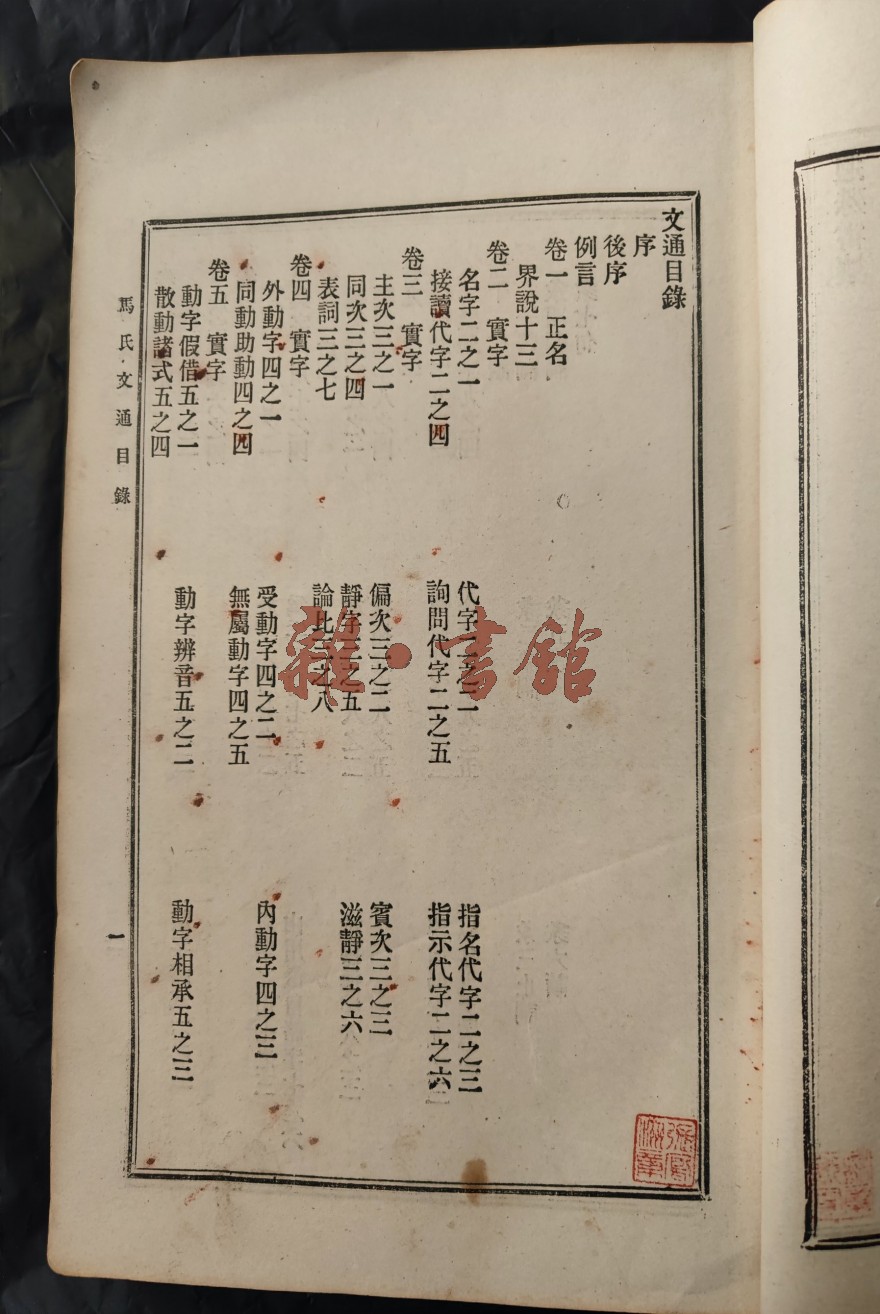 文通目錄
序
後序
例言
卷一 正名
界說十三
卷二 實字
名字二之一 代字二之二 指名代字二之三
接讀代字二之四 詢問代字二之五 指示代字二之六
卷三 實字
主次三之一 偏次三之二 賓次三之三
同次三之四 靜字三之五 滋靜三之六
表詞三之七 論比三之八
卷四 實字
外動字四之一 受動字四之二 內動字四之三
同動助動四之四 無屬動字四之五
卷五 實字
動字假借五之一 動字辨音五之二 動字相承五之三
散動諸式五之四
馬氏文通目錄
一
雜·書館